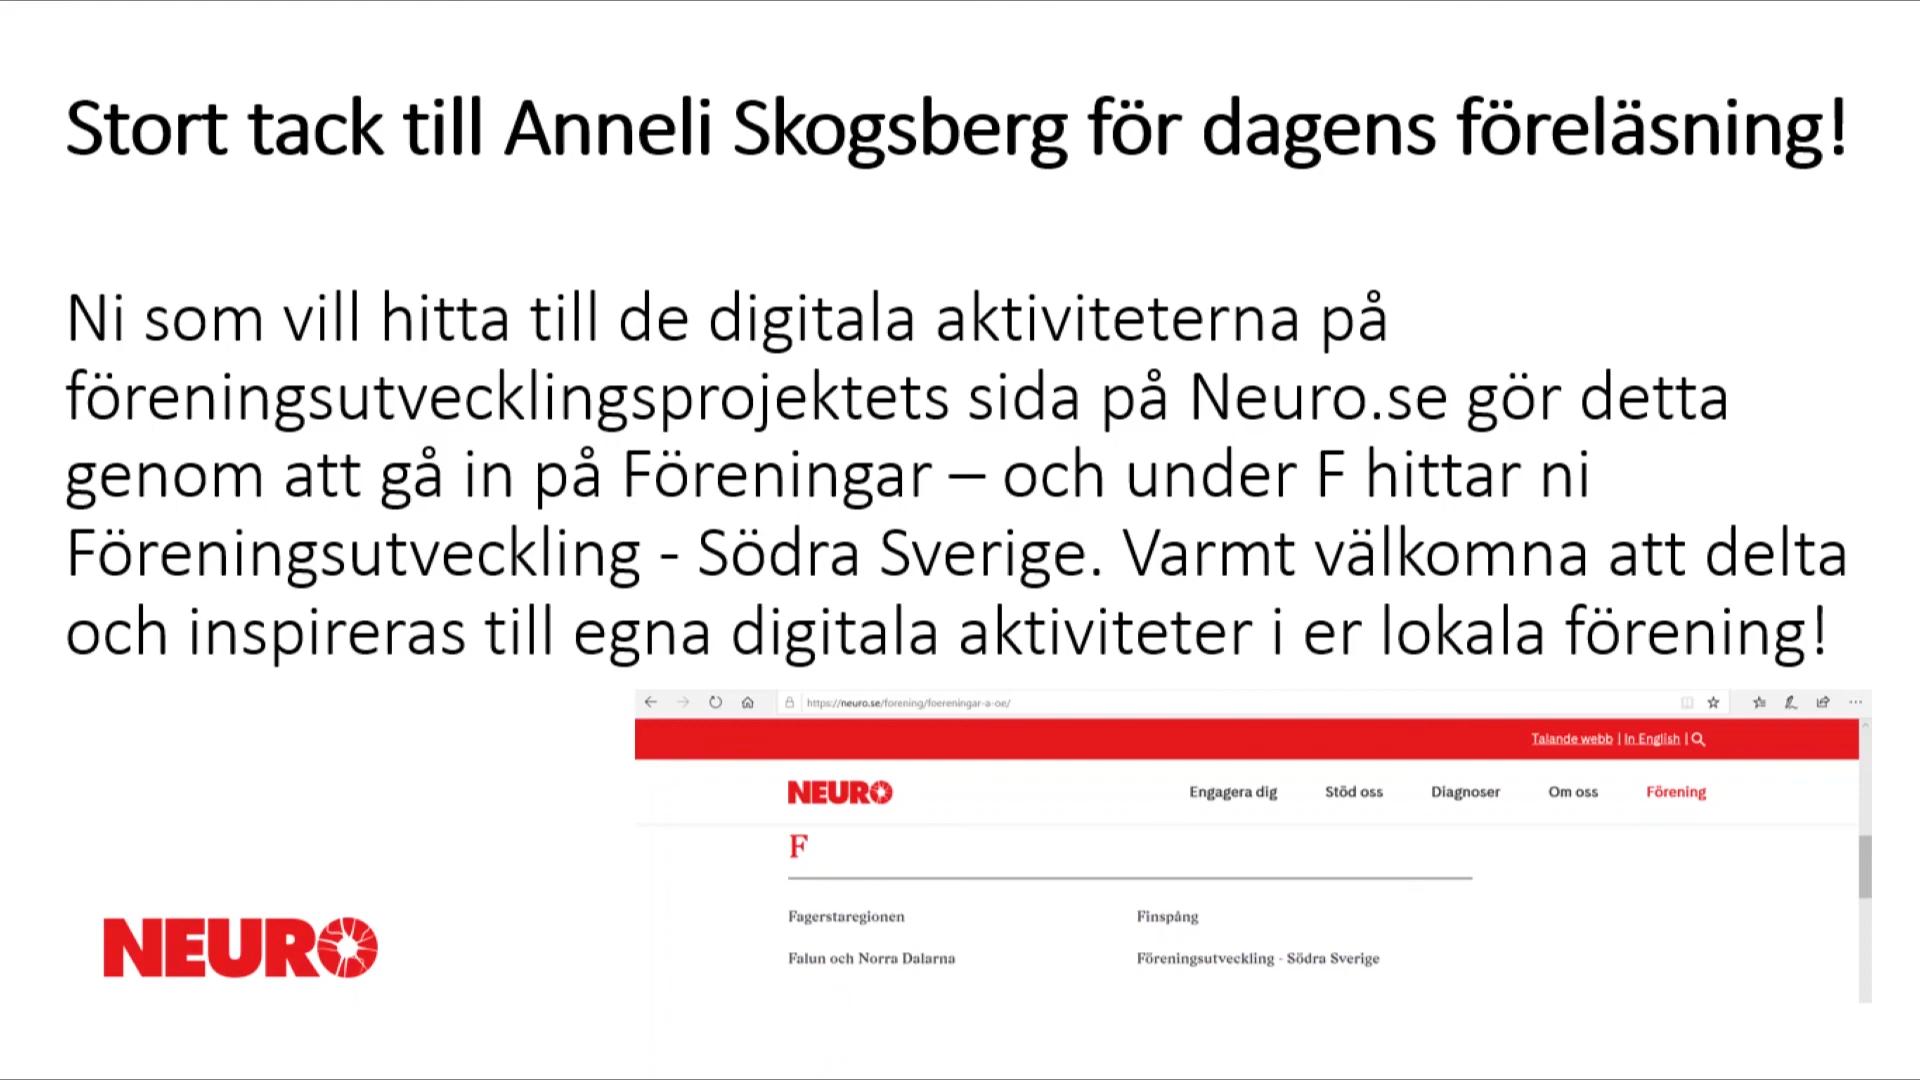 Stort tack till Anneli Skogsberg för dagens föreläsning!
Ni som vill hitta till de digitala aktiviteterna på
föreningsutvecklingsprojektets sida på Neuro.se gör detta
genom att gå in på Föreningar – och under F hittar ni
Föreningsutveckling - Södra Sverige. Varmt välkomna att delta
och inspireras till egna digitala aktiviteter i er lokala förening!
https://neuro.se/forening/foereningar-a-oe/
Talande webb | In English |
NEURO Engagera dig Stöd oss Diagnoser Om oss Förening
F
Fagerstaregionen Finspång
Falun och Norra Dalarna Föreningsutveckling - Södra Sverige
NEURO